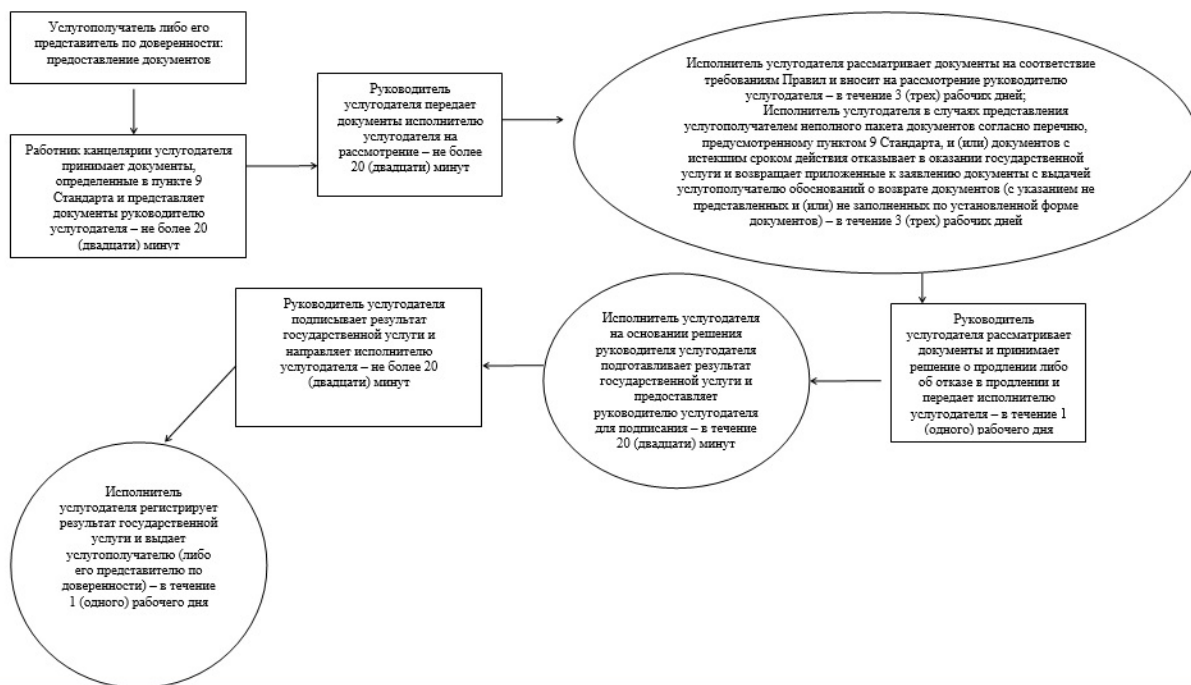 Услугополучатель либо его
представитель по доверенности:
предоставление документов
Работник канцелярии услугодателя
принимает документы,
определенные в пункте 9
Стандарта и представляет
документы руководителю
услугодателя – не более 20
(двадцати) минут
Руководитель
услугодателя передает
документы исполнителю
услугодателя на
рассмотрение – не более
20 (двадцати) минут
Исполнитель услугодателя рассматривает документы на соответствие
требованиям Правил и вносит на рассмотрение руководителю
услугодателя – в течение 3 (трех) рабочих дней;
Исполнитель услугодателя в случаях представления
услугополучателем неполного пакета документов согласно перечню,
предусмотренному пунктом 9 Стандарта, и (или) документов с
истекшим сроком действия отказывает в оказании государственной
услуги и возвращает приложенные к заявлению документы с выдачей
услугополучателю обоснований о возврате документов (с указанием не
представленных и (или) не заполненных по установленной форме
документов) – в течение 3 (трех) рабочих дней
Руководитель
услугодателя рассматривает
документы и принимает
решение о продлении либо
об отказе в продлении и
передает исполнителю
услугодателя – в течение 1
(одного) рабочего дня
Исполнитель услугодателя
на основании решения
руководителя услугодателя
подготавливает результат
государственной услуги и
предоставляет
руководителю услугодателя
для подписания – в течение
20 (двадцати) минут
Руководитель услугодателя
подписывает результат
государственной услуги и
направляет исполнителю
услугодателя – не более 20
(двадцати) минут
Исполнитель
услугодателя регистрирует
результат государственной
услуги и выдает
услугополучателю (либо
его представителю по
доверенности) – в течение
1 (одного) рабочего дня